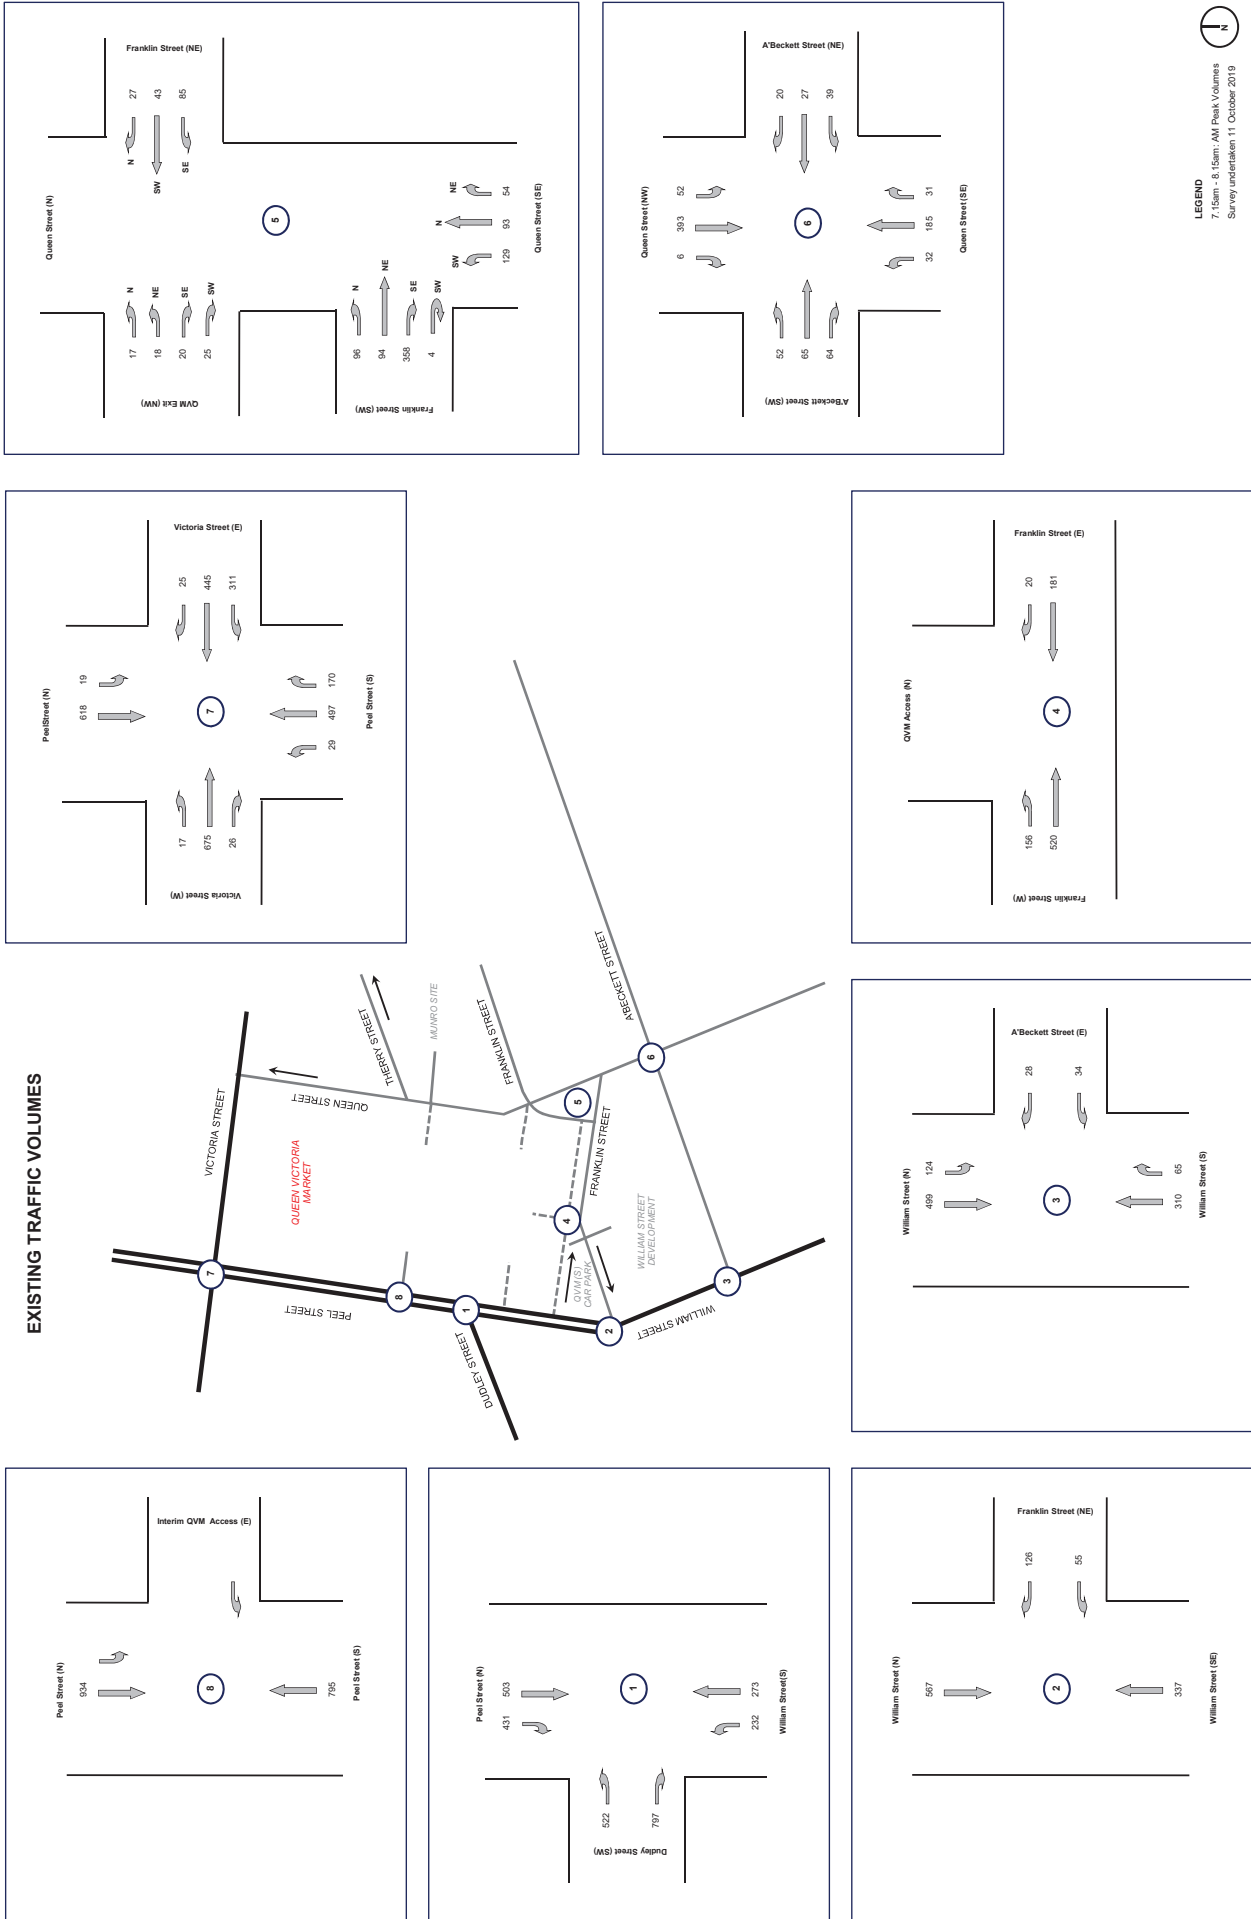 EXISTING TRAFFIC VOLUMES
Franklin Street (NE)
27
43
85
N
SW
SE
Queen Street (N)
5
N
NE
SE
SW
17
18
20
25
QVM Exit (NW)
N
NE
SE
SW
96
94
358
4
Franklin Street (SW)
NE
N
SW
54
93
129
Queen Street (SE)
A'Beckett Street (NE)
20
27
39
Queen Street (NW)
52
393
6
6
31
185
32
Queen Street (SE)
52
65
64
A'Beckett Street (SW)
N
LEGEND
7.15am - 8.15am: AM Peak Volumes
Survey undertaken 11 October 2019
Victoria Street (E)
25
445
311
PeelStreet (N)
19
618
7
170
497
29
Peel Street (S)
17
675
26
Victoria Street (W)
Franklin Street (E)
20
181
QVM Access (N)
4
156
520
Franklin Street (W)
VICTORIA STREET
QUEEN STREET
THERRY STREET
MUNRO SITE
FRANKLIN STREET
A'BECKETT STREET
QUEEN VICTORIA
MARKET
PEEL STREET
DUDLEY STREET
FRANKLIN STREET
QVM (S)
CAR PARK
WILLIAM STREET
DEVELOPMENT
WILLIAM STREET
7
8
1
2
3
4
5
6
A'Beckett Street (E)
28
34
William Street (N)
124
499
3
65
310
William Street (S)
Interim QVM Access (E)
Peel Street (N)
934
8
795
Peel Street (S)
Peel Street (N)
503
431
1
273
232
William Street(S)
522
797
Dudley Street (SW)
Franklin Street (NE)
126
55
William Street (N)
567
2
337
William Street (SE)